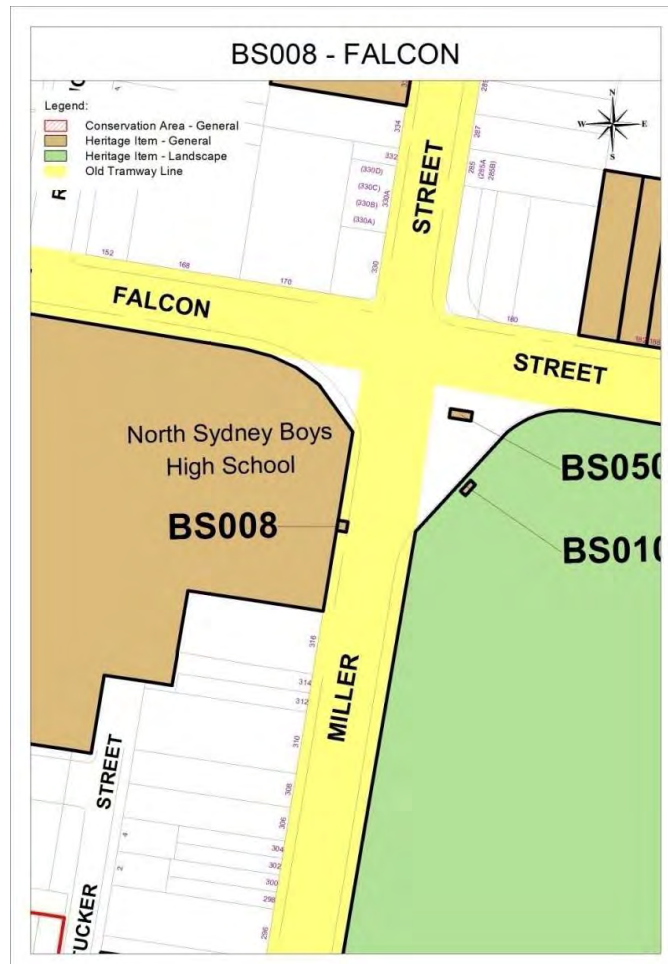 BS008 - FALCON
Legend:
Conservation Area - General
Heritage Item - General
Heritage Item - Landscape
Old Tramway Line
N
W
E
S
4
334
332
(330D)
(330C)
(330B)
(330A)
330A
330
STREET
287
285
(285A
285B)
152
168
170
180
FALCON
STREET
North Sydney Boys
High School
BS008
BS050
BS010
316
314
312
310
308
306
304
302
300
298
296
MILLER
STREET
4
2
TUCKER